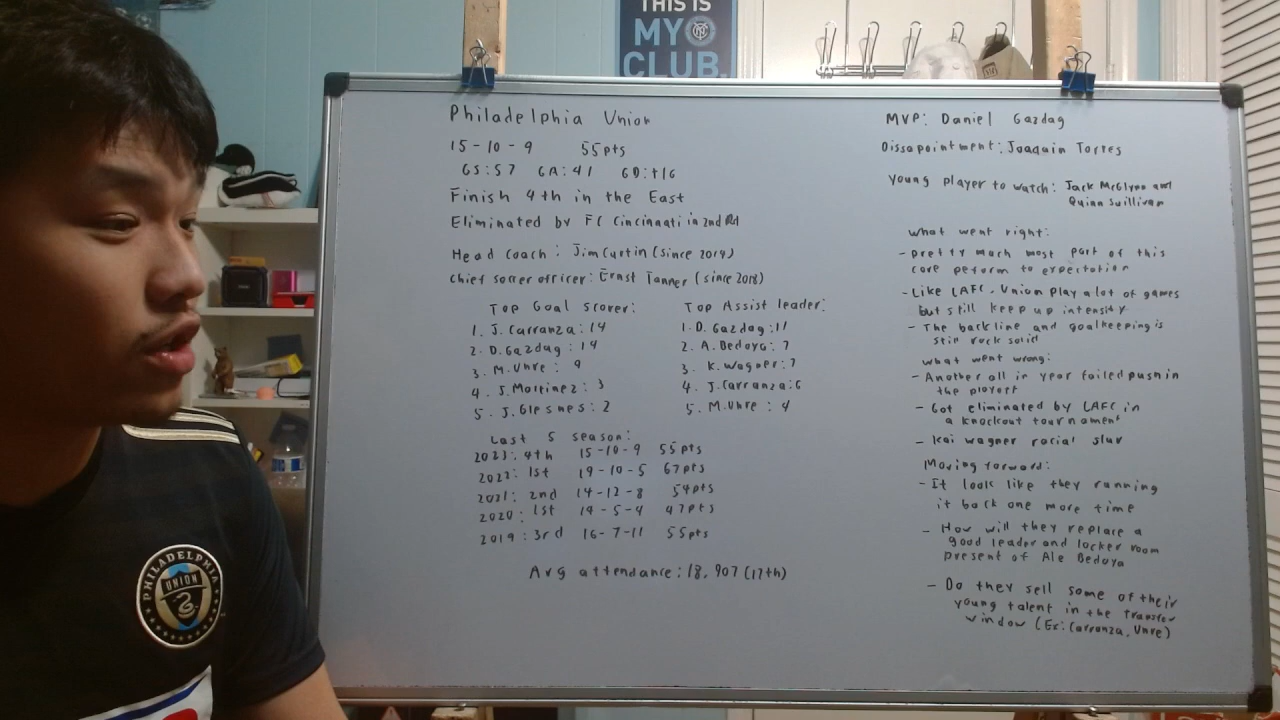 THIS IS
MY
CLUB.
Philadelphia Union
15-10-9 55pts
GS:57 GA:41 GD:+16
Finish 4th in the East
Eliminated by FC Cincinnati in 2nd Rd
Head coach: Jim Curtin (Since 2014)
Chief soccer officer: Ernst Tanner (since 2018)
Top Goal scorer:
1. J. Carranza: 14
2. D. Gazdag: 14
3. M. Uhre: 9
4. J. Martinez: 3
5. J. Glesnes: 2
Top Assist leader:
1. D. Gazdag: 11
2. A. Bedoya: 7
3. K. Wagner: 7
4. J. Carranza: 6
5. M. Uhre: 4
Last 5 season:
2023: 4th 15-10-9 55pts
2022: 1st 19-10-5 67pts
2021: 2nd 14-12-8 54pts
2020: 1st 14-5-4 47pts
2019: 3rd 16-7-11 55pts
Avg attendance: 18,907 (17th)
MVP: Daniel Gazdag
Dissapointment: Joaquin Torres
Young player to watch: Jack McGlynn and
Quinn Sullivan
What went right:
- Pretty much most part of this
core perform to expectation
- Like LAFC, Union play a lot of games
but still keep up intensity
- The backline and goalkeeping is
still rock solid
What went wrong:
- Another all in year failed push in
the playoff
- Got eliminated by LAFC in
a knockout tournament
- Kai Wagner racial slur
Moving forward:
- It look like they running
it back one more time
- How will they replace a
good leader and locker room
present of Ale Bedoya
- Do they sell some of their
young talent in the transfer
window (Ex: Carranza, Uhre)
PHILADELPHIA
UNION